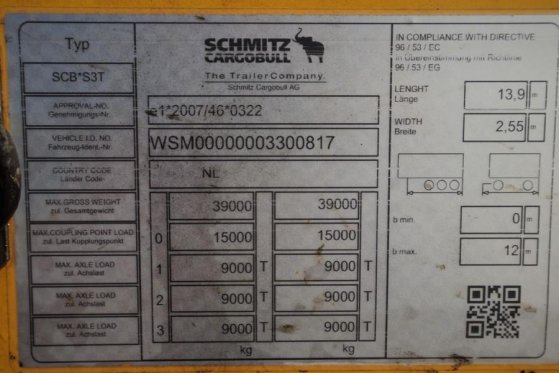 Typ
SCB*S3T
SCHMITZ
CARGOBULL
The Trailer Company.
Schmitz Cargobull AG
APPROVAL-NO.
Genehmigungs-Nr.
e1*2007/46*0322
VEHICLE I.D. NO.
Fahrzeug-Ident.-Nr.
WSM00000003300817
COUNTRY CODE
Länder Code-
NL
MAX.GROSS WEIGHT
zul. Gesamtgewicht
39000 39000
MAX.COUPLING POINT LOAD
zul. Last Kupplungspunkt
0 15000 15000
MAX. AXLE LOAD
zul. Achslast
1 9000 T 9000 T
MAX. AXLE LOAD
zul. Achslast
2 9000 T 9000 T
MAX. AXLE LOAD
zul. Achslast
3 9000 T 9000 T
kg kg
IN COMPLIANCE WITH DIRECTIVE
96 / 53 / EC
in Übereinstimmung mit Richtlinie
96 / 53 / EG
LENGHT
Länge
13,9 m
WIDTH
Breite
2,55 m
b min. 0 m
b max. 12 m